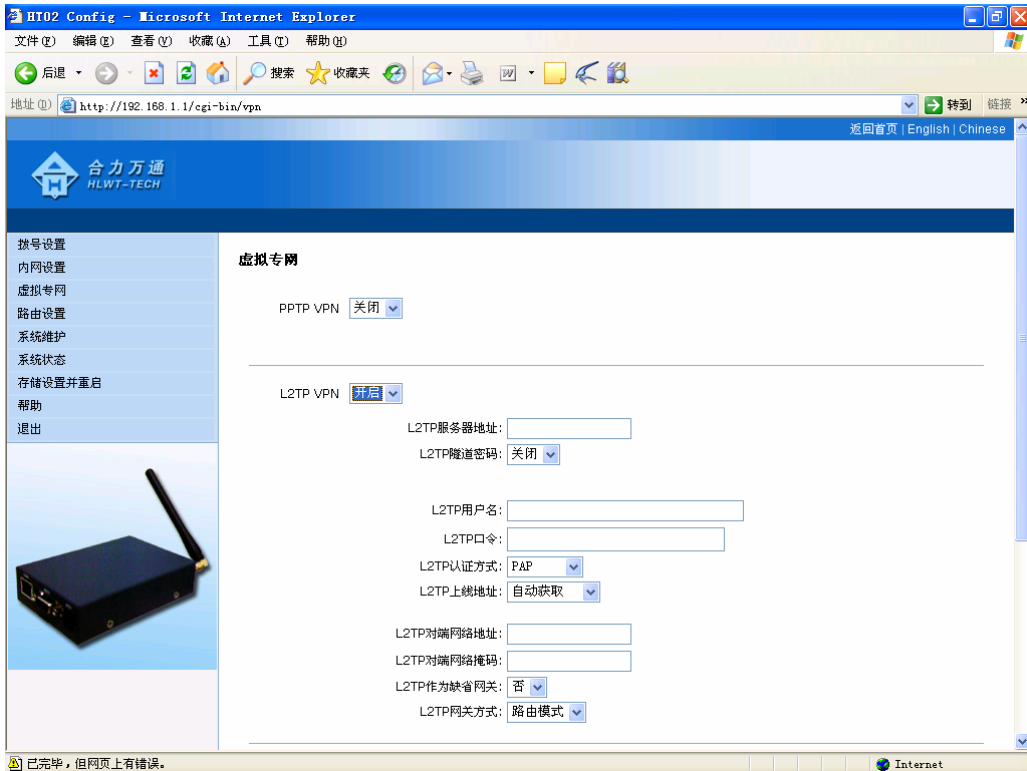 HT02 Config - Microsoft Internet Explorer
文件(F) 编辑(E) 查看(V) 收藏(A) 工具(T) 帮助(H)
后退 搜索 收藏夹
地址(D) http://192.168.1.1/cgi-bin/vpn 转到 链接 »
返回首页 | English | Chinese
合力万通
HLWT-TECH
拨号设置
内网设置
虚拟专网
路由设置
系统维护
系统状态
存储设置并重启
帮助
退出
虚拟专网
PPTP VPN 关闭
L2TP VPN 开启
L2TP服务器地址:
L2TP隧道密码: 关闭
L2TP用户名:
L2TP口令:
L2TP认证方式: PAP
L2TP上线地址: 自动获取
L2TP对端网络地址:
L2TP对端网络掩码:
L2TP作为缺省网关: 否
L2TP网关方式: 路由模式
已完毕，但网页上有错误。 Internet